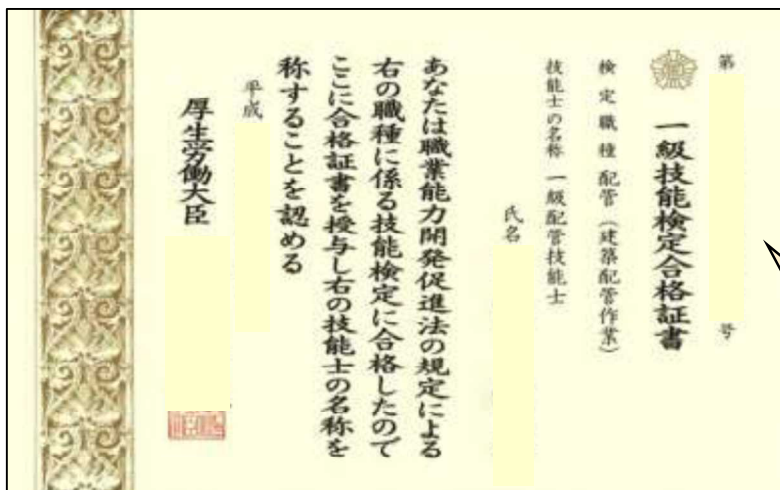 第 号
一級技能検定合格証書
検定職種 配管（建築配管作業）
技能士の名称 一級配管技能士
氏名
あなたは職業能力開発促進法の規定による
右の職種に係る技能検定に合格したので
ここに合格証書を授与し右の技能士の名称を
称することを認める
平成
厚生労働大臣